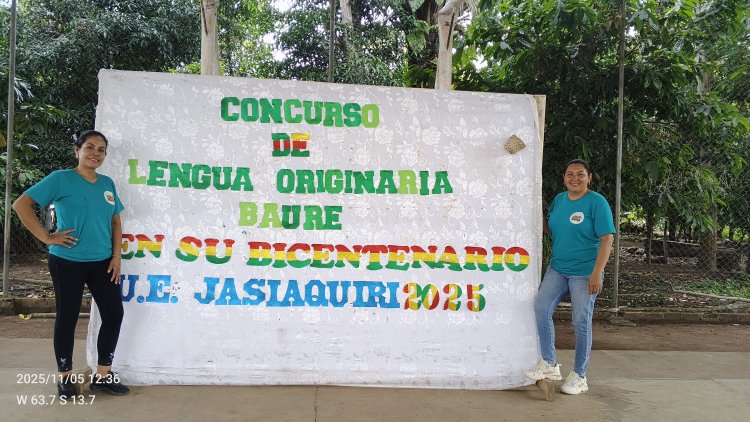 CONCURSO
DE
LENGUA ORIGINARIA
BAURE
EN SU BICENTENARIO
U.E. JASIAQUIRI 2025
2025/11/05 12:36
W 63.7 S 13.7